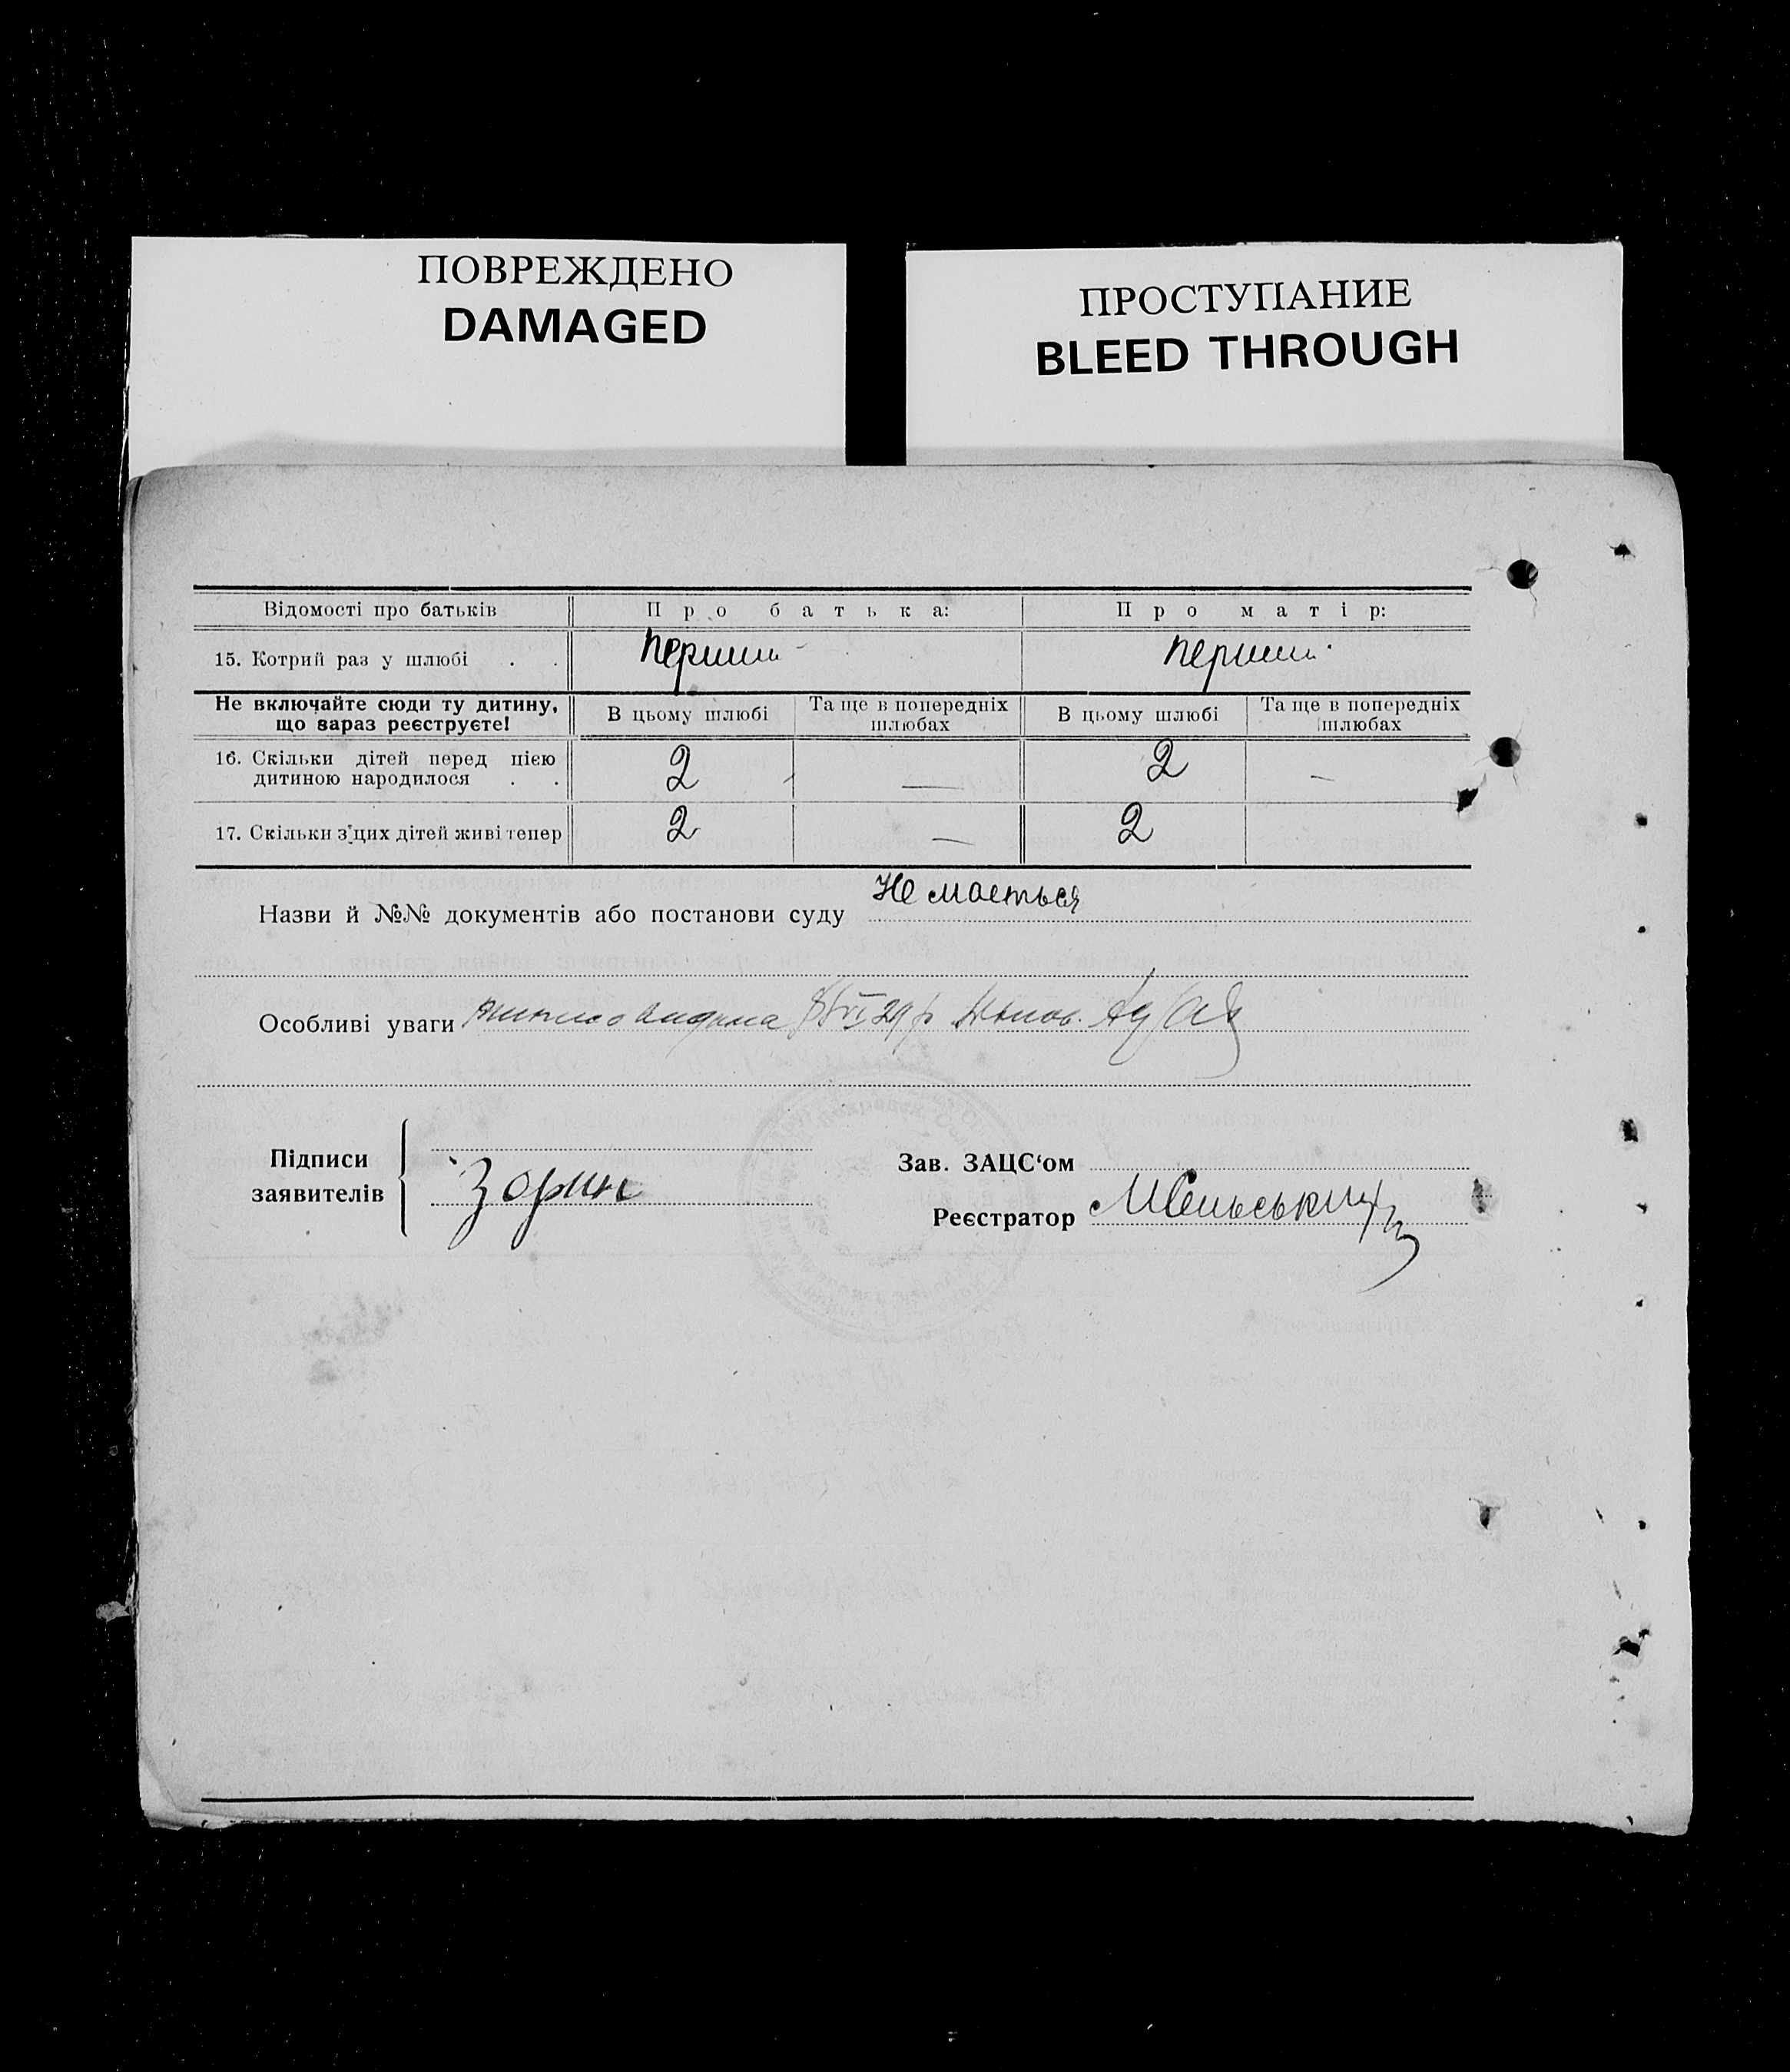 ПОВРЕЖДЕНО
DAMAGED
ПРОСТУПАНИЕ
BLEED THROUGH
Відомості про батьків Про батька: Про матір:
15. Котрий раз у шлюбі . . перший перший
Не включайте сюди ту дитину, що зараз реєструєте! В цьому шлюбі Та ще в попередніх шлюбах В цьому шлюбі Та ще в попередніх шлюбах
16. Скільки дітей перед цією
дитиною народилося . . 2 — 2 —
17. Скільки з'цих дітей живі тепер 2 — 2
Назви й №№ документів або постанови суду Не мається
Особливі уваги видана
Підписи
заявителів
Зорин
Зав. ЗАЦС‘ом
Реєстратор